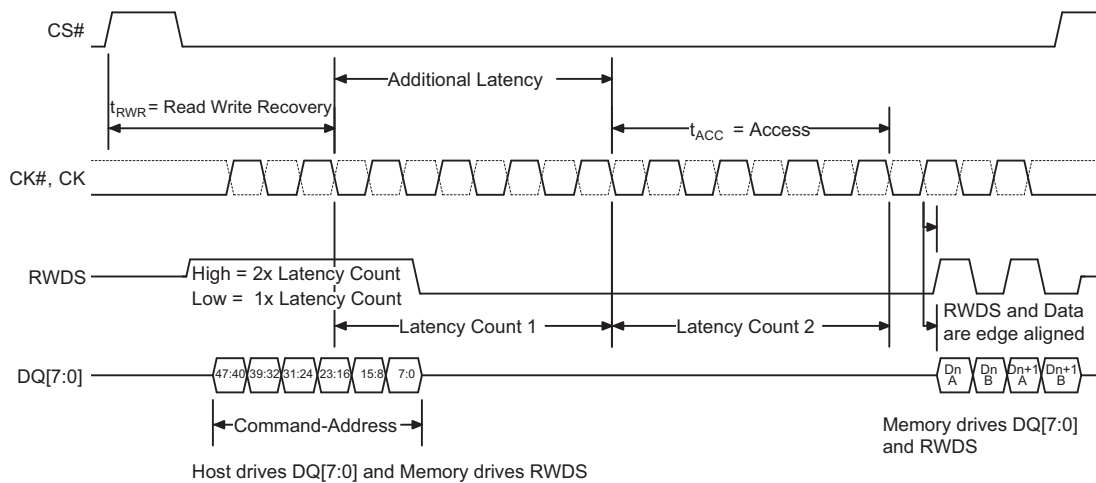 CS#
Additional Latency
tRWR = Read Write Recovery
tACC = Access
CK#, CK
High = 2x Latency Count
RWDS
Low = 1x Latency Count
RWDS and Data
are edge aligned
Latency Count 1
Latency Count 2
DQ[7:0]
47:40 39:32 31:24 23:16 15:8 7:0
Dn A
Dn B
Dn+1 A
Dn+1 B
Command-Address
Memory drives DQ[7:0]
and RWDS
Host drives DQ[7:0] and Memory drives RWDS